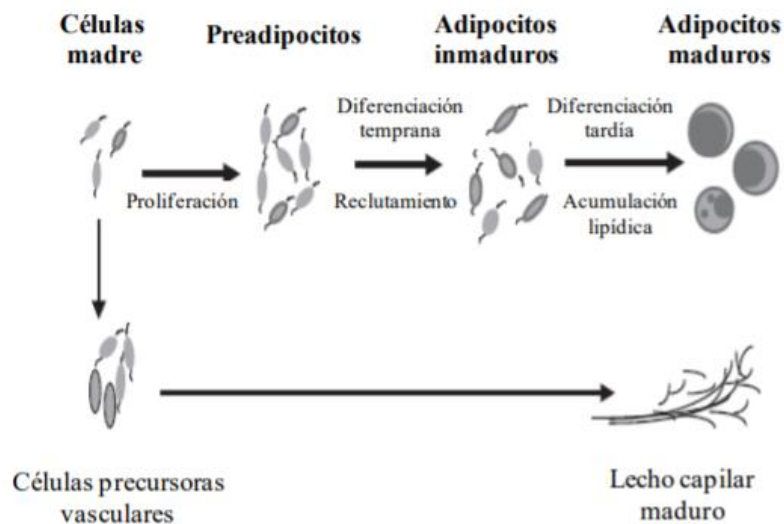 Células
madre
Preadipocitos
Adipocitos
inmaduros
Adipocitos
maduros
Proliferación
Diferenciación
temprana
Reclutamiento
Diferenciación
tardía
Acumulación
lipídica
Células precursoras
vasculares
Lecho capilar
maduro